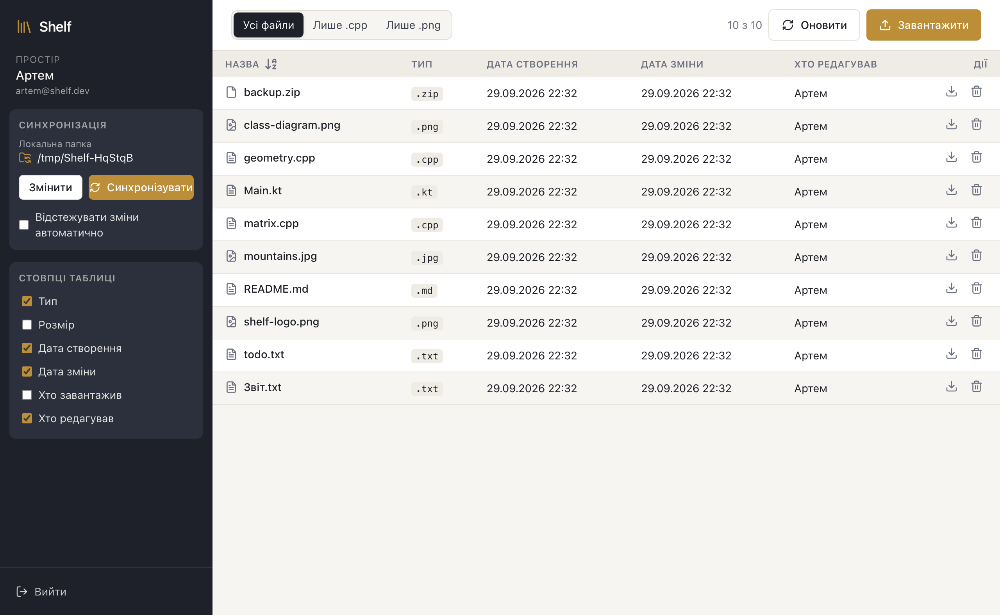 Shelf
ПРОСТІР
Артем
artem@shelf.dev
СИНХРОНІЗАЦІЯ
Локальна папка
/tmp/Shelf-HqStqB
Змінити Синхронізувати
Відстежувати зміни
автоматично
СТОВПЦІ ТАБЛИЦІ
Тип
Розмір
Дата створення
Дата зміни
Хто завантажив
Хто редагував
Вийти
Усі файли Лише .cpp Лише .png 10 з 10 Оновити Завантажити
НАЗВА ТИП ДАТА СТВОРЕННЯ ДАТА ЗМІНИ ХТО РЕДАГУВАВ ДІЇ
backup.zip .zip 29.09.2026 22:32 29.09.2026 22:32 Артем
class-diagram.png .png 29.09.2026 22:32 29.09.2026 22:32 Артем
geometry.cpp .cpp 29.09.2026 22:32 29.09.2026 22:32 Артем
Main.kt .kt 29.09.2026 22:32 29.09.2026 22:32 Артем
matrix.cpp .cpp 29.09.2026 22:32 29.09.2026 22:32 Артем
mountains.jpg .jpg 29.09.2026 22:32 29.09.2026 22:32 Артем
README.md .md 29.09.2026 22:32 29.09.2026 22:32 Артем
shelf-logo.png .png 29.09.2026 22:32 29.09.2026 22:32 Артем
todo.txt .txt 29.09.2026 22:32 29.09.2026 22:32 Артем
Звіт.txt .txt 29.09.2026 22:32 29.09.2026 22:32 Артем